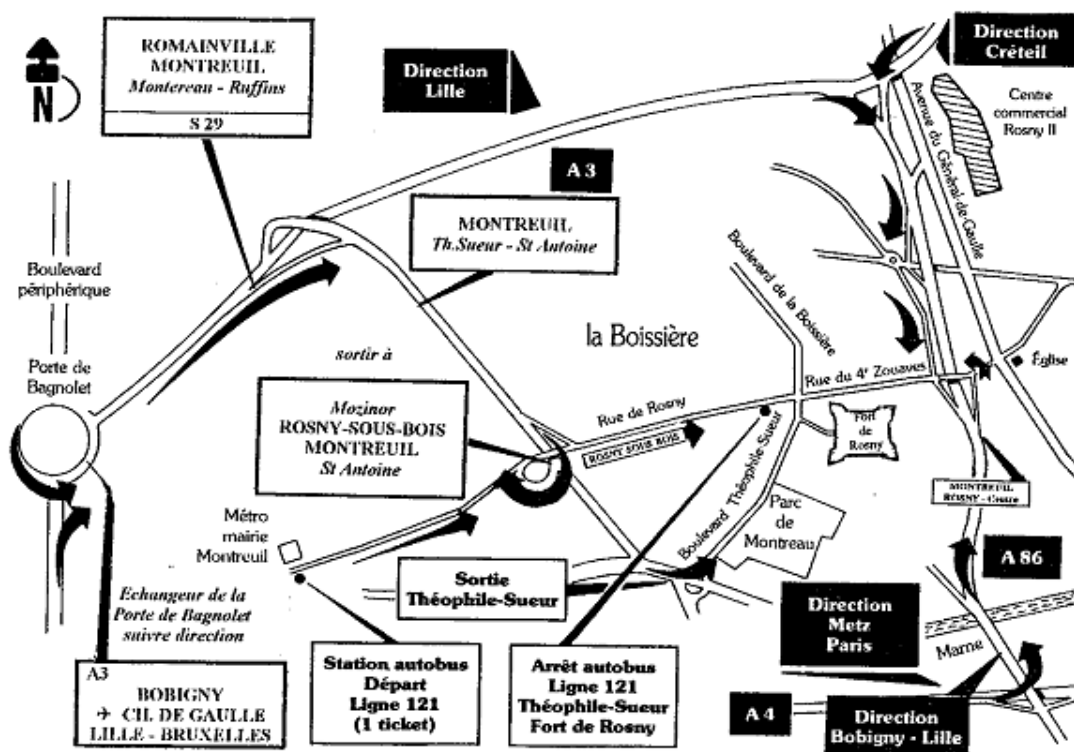 N
ROMAINVILLE
MONTREUIL
Montereau - Ruffins
S 29
Direction
Lille
Direction
Créteil
Avenue du Général-de-Gaulle
Centre
commercial
Rosny II
A 3
MONTREUIL
Th.Sueur - St Antoine
Boulevard
périphérique
Boulevard de la Boissière
la Boissière
sortir à
Porte de
Bagnolet
Église
Rue du 4e Zouaves
Mozinor
ROSNY-SOUS-BOIS
MONTREUIL
St Antoine
Rue de Rosny
ROSNY SOUS BOIS
Fort
de
Rosny
MONTREUIL
ROSNY - Centre
Boulevard Théophile-Sueur
Parc
de
Montreau
Métro
mairie
Montreuil
Sortie
Théophile-Sueur
A 86
Echangeur de la
Porte de Bagnolet
suivre direction
Direction
Metz
Paris
Marne
A3
BOBIGNY
✈ CH. DE GAULLE
LILLE - BRUXELLES
Station autobus
Départ
Ligne 121
(1 ticket)
Arrêt autobus
Ligne 121
Théophile-Sueur
Fort de Rosny
A 4
Direction
Bobigny - Lille